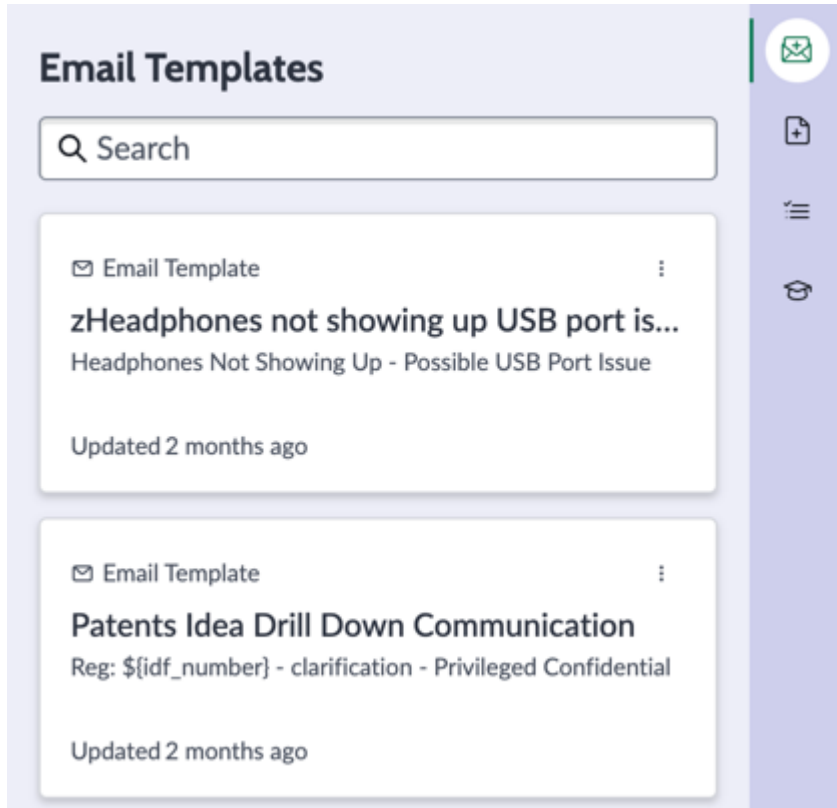 Email Templates
Search
Email Template
zHeadphones not showing up USB port is...
Headphones Not Showing Up - Possible USB Port Issue
Updated 2 months ago
Email Template
Patents Idea Drill Down Communication
Reg: ${idf_number} - clarification - Privileged Confidential
Updated 2 months ago